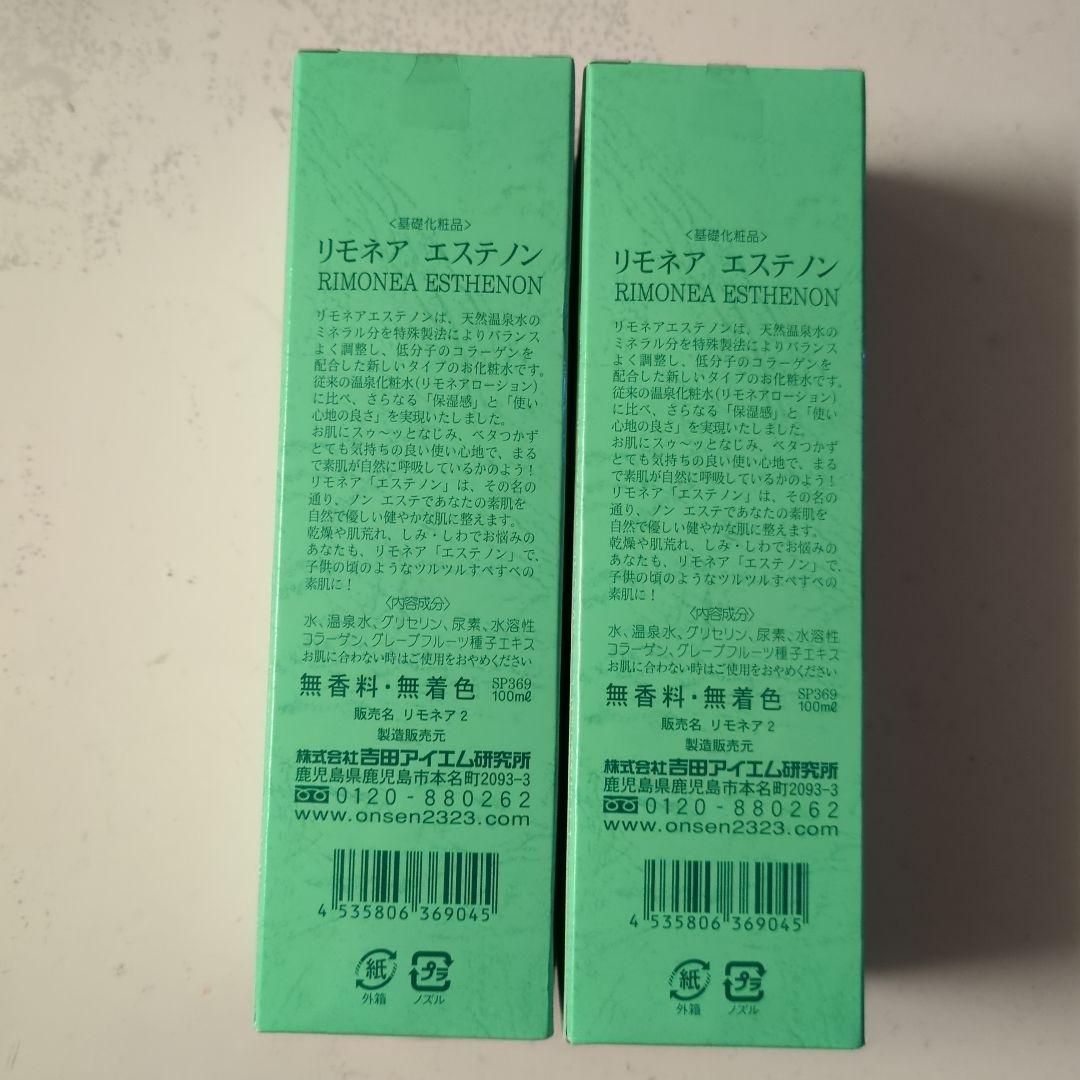 〈基礎化粧品〉
リモネア エステノン
RIMONEA ESTHENON
リモネアエステノンは、天然温泉水の
ミネラル分を特殊製法によりバランス
よく調整し、低分子のコラーゲンを
配合した新しいタイプのお化粧水です。
従来の温泉化粧水(リモネアローション)
に比べ、さらなる「保湿感」と「使い
心地の良さ」を実現いたしました。
お肌にスゥ〜ッとなじみ、ベタつかず
とても気持ちの良い使い心地で、まる
で素肌が自然に呼吸しているかのよう!
リモネア「エステノン」は、その名の
通り、ノン エステであなたの素肌を
自然で優しい健やかな肌に整えます。
乾燥や肌荒れ、しみ・しわでお悩みの
あなたも、リモネア「エステノン」で、
子供の頃のようなツルツルすべすべの
素肌に!
〈内容成分〉
水、温泉水、グリセリン、尿素、水溶性
コラーゲン、グレープフルーツ種子エキス
お肌に合わない時はご使用をおやめください
無香料・無着色 SP369 100mℓ
販売名 リモネア2
製造販売元
株式会社 吉田アイエム研究所
鹿児島県鹿児島市本名町2093-3
0120-880262
www.onsen2323.com
4 535806 369045
紙 プラ
外箱 ノズル
〈基礎化粧品〉
リモネア エステノン
RIMONEA ESTHENON
リモネアエステノンは、天然温泉水の
ミネラル分を特殊製法によりバランス
よく調整し、低分子のコラーゲンを
配合した新しいタイプのお化粧水です。
従来の温泉化粧水(リモネアローション)
に比べ、さらなる「保湿感」と「使い
心地の良さ」を実現いたしました。
お肌にスゥ〜ッとなじみ、ベタつかず
とても気持ちの良い使い心地で、まる
で素肌が自然に呼吸しているかのよう!
リモネア「エステノン」は、その名の
通り、ノン エステであなたの素肌を
自然で優しい健やかな肌に整えます。
乾燥や肌荒れ、しみ・しわでお悩みの
あなたも、リモネア「エステノン」で、
子供の頃のようなツルツルすべすべの
素肌に!
〈内容成分〉
水、温泉水、グリセリン、尿素、水溶性
コラーゲン、グレープフルーツ種子エキス
お肌に合わない時はご使用をおやめください
無香料・無着色 SP369 100mℓ
販売名 リモネア2
製造販売元
株式会社 吉田アイエム研究所
鹿児島県鹿児島市本名町2093-3
0120-880262
www.onsen2323.com
4 535806 369045
紙 プラ
外箱 ノズル